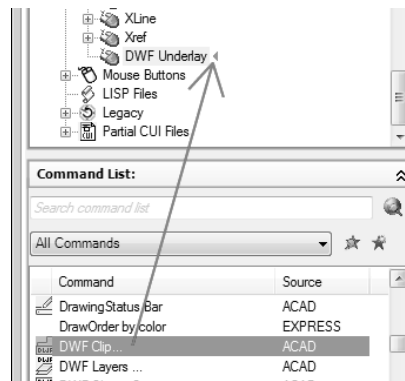 XLine
Xref
DWF Underlay
Mouse Buttons
LISP Files
Legacy
Partial CUI Files
Command List:
Search command list
All Commands
Command Source
Drawing Status Bar ACAD
DrawOrder by color EXPRESS
DWF Clip... ACAD
DWF Layers ... ACAD